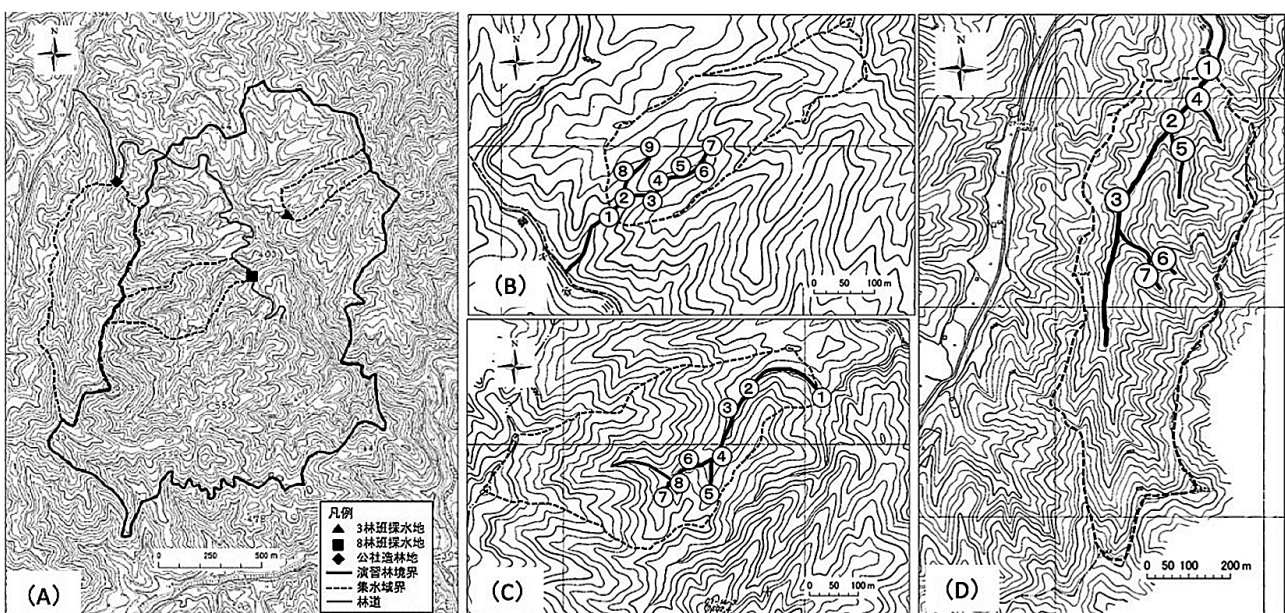 N
凡例
▲ 3林班採水地
■ 8林班採水地
◆ 公社造林地
演習林境界
集水域界
林道
0 250 500 m
(A)
N
⑨
⑦
⑧
⑤
④
⑥
②
③
①
0 50 100 m
(B)
N
②
①
③
⑥
④
⑦
⑧
⑤
0 50 100 m
(C)
N
①
④
②
⑤
③
⑥
⑦
0 50 100 200 m
(D)